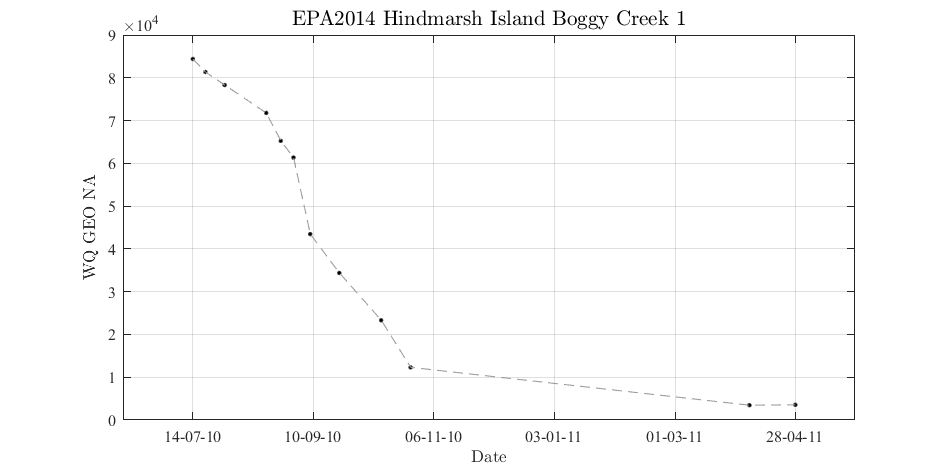 EPA2014 Hindmarsh Island Boggy Creek 1
×10⁴
9
8
7
6
5
4
3
2
1
0
WQ GEO NA
14-07-10 10-09-10 06-11-10 03-01-11 01-03-11 28-04-11
Date